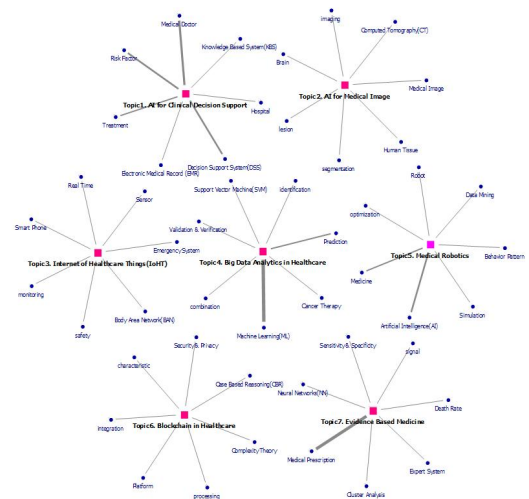 Medical Doctor
Risk Factor
Knowledge Based System(KBS)
Topic1. AI for Clinical Decision Support
Hospital
Treatment
Electronic Medical Record (EMR)
Decision Support System(DSS)
imaging
Computed Tomography(CT)
Brain
Medical Image
Topic2. AI for Medical Image
lesion
Human Tissue
segmentation
Real Time
Sensor
Smart Phone
Emergency System
Topic3. Internet of Healthcare Things(IoHT)
monitoring
Body Area Network(BAN)
safety
Support Vector Machine(SVM)
identification
Validation & Verification
Prediction
Topic4. Big Data Analytics in Healthcare
combination
Cancer Therapy
Machine Learning(ML)
Robot
Data Mining
optimization
Behavior Pattern
Topic5. Medical Robotics
Medicine
Simulation
Artificial Intelligence(AI)
Security & Privacy
characteristic
Case Based Reasoning(CBR)
Integration
Topic6. Blockchain in Healthcare
Complexity Theory
Platform
processing
Sensitivity & Specificity
signal
Neural Networks(NN)
Death Rate
Topic7. Evidence Based Medicine
Medical Prescription
Expert System
Cluster Analysis